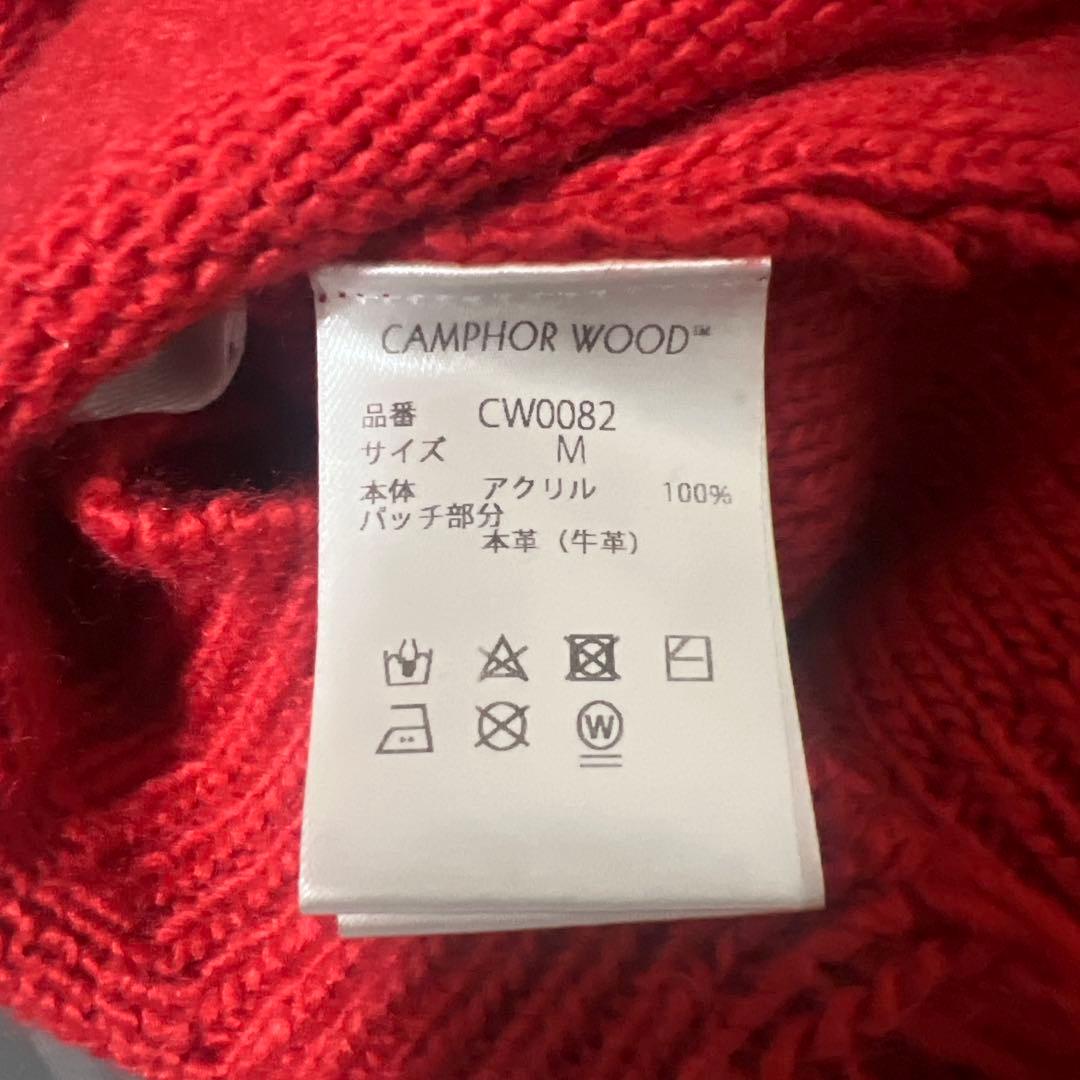 CAMPHOR WOOD™
品番 CW0082
サイズ M
本体 アクリル 100%
パッチ部分
本革（牛革）
W